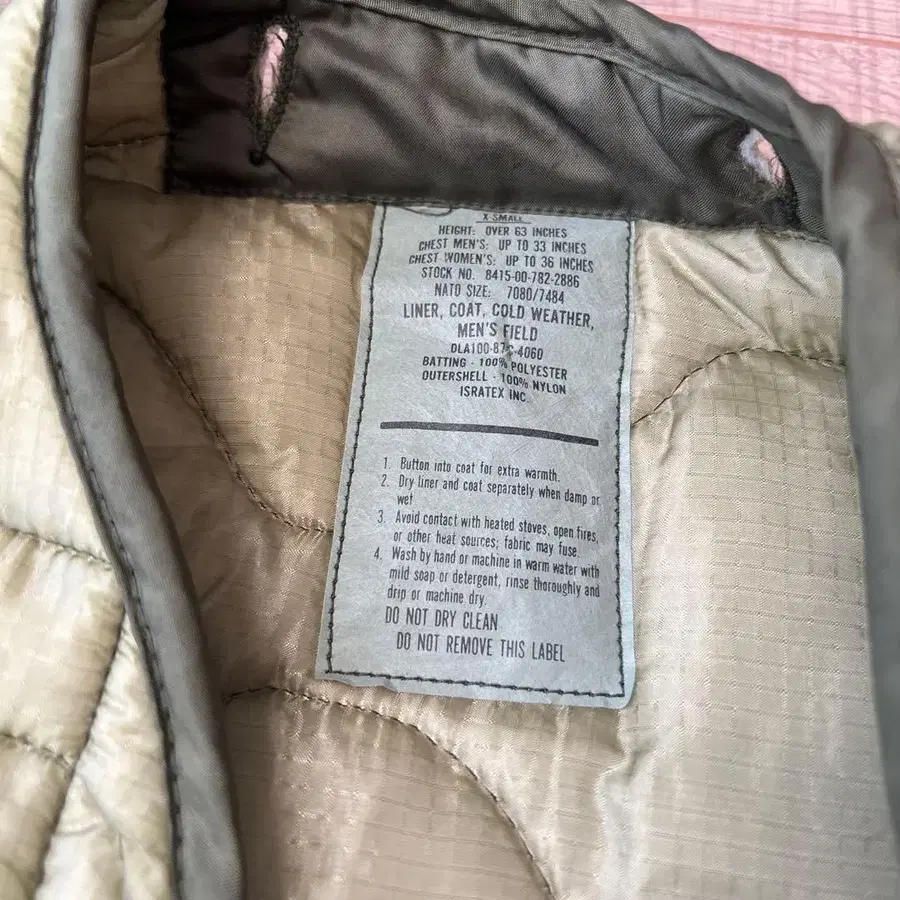 X-SMALL
HEIGHT: OVER 63 INCHES
CHEST MEN'S: UP TO 33 INCHES
CHEST WOMEN'S: UP TO 36 INCHES
STOCK NO. 8415-00-782-2886
NATO SIZE: 7080/7484
LINER, COAT, COLD WEATHER,
MEN'S FIELD
DLA100-87-C-4060
BATTING - 100% POLYESTER
OUTERSHELL - 100% NYLON
ISRATEX INC.
1. Button into coat for extra warmth.
2. Dry liner and coat separately when damp or
wet
3. Avoid contact with heated stoves, open fires,
or other heat sources; fabric may fuse.
4. Wash by hand or machine in warm water with
mild soap or detergent, rinse thoroughly and
drip or machine dry.
DO NOT DRY CLEAN
DO NOT REMOVE THIS LABEL